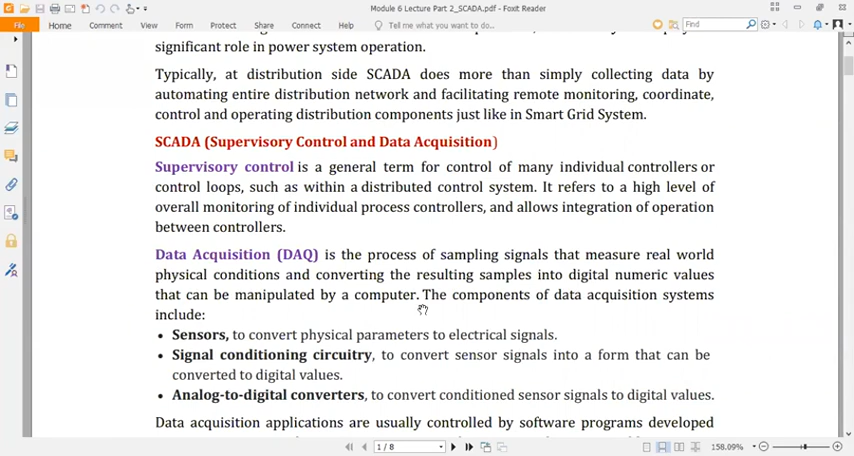 Module 6 Lecture Part 2_SCADA.pdf - Foxit Reader
File Home Comment View Form Protect Share Help Tell me what you want to do... Find
significant role in power system operation.
Typically, at distribution side SCADA does more than simply collecting data by
automating entire distribution network and facilitating remote monitoring, coordinate,
control and operating distribution components just like in Smart Grid System.
SCADA (Supervisory Control and Data Acquisition)
Supervisory control is a general term for control of many individual controllers or
control loops, such as within a distributed control system. It refers to a high level of
overall monitoring of individual process controllers, and allows integration of operation
between controllers.
Data Acquisition (DAQ) is the process of sampling signals that measure real world
physical conditions and converting the resulting samples into digital numeric values
that can be manipulated by a computer. The components of data acquisition systems
include:
• Sensors, to convert physical parameters to electrical signals.
• Signal conditioning circuitry, to convert sensor signals into a form that can be
converted to digital values.
• Analog-to-digital converters, to convert conditioned sensor signals to digital values.
Data acquisition applications are usually controlled by software programs developed
1 / 8 158.09%